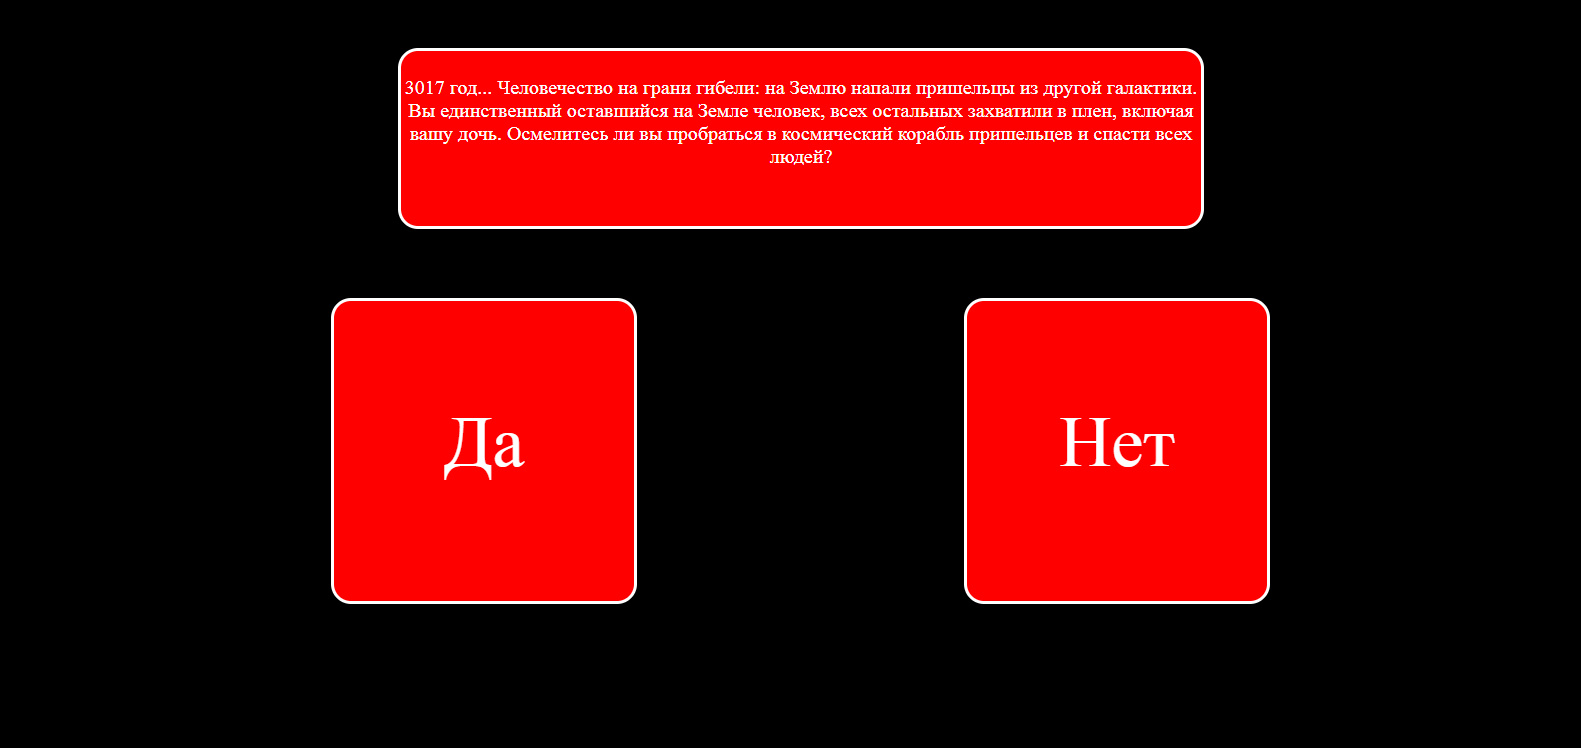 3017 год... Человечество на грани гибели: на Землю напали пришельцы из другой галактики.
Вы единственный оставшийся на Земле человек, всех остальных захватили в плен, включая
вашу дочь. Осмелитесь ли вы пробраться в космический корабль пришельцев и спасти всех
людей?
Да
Нет